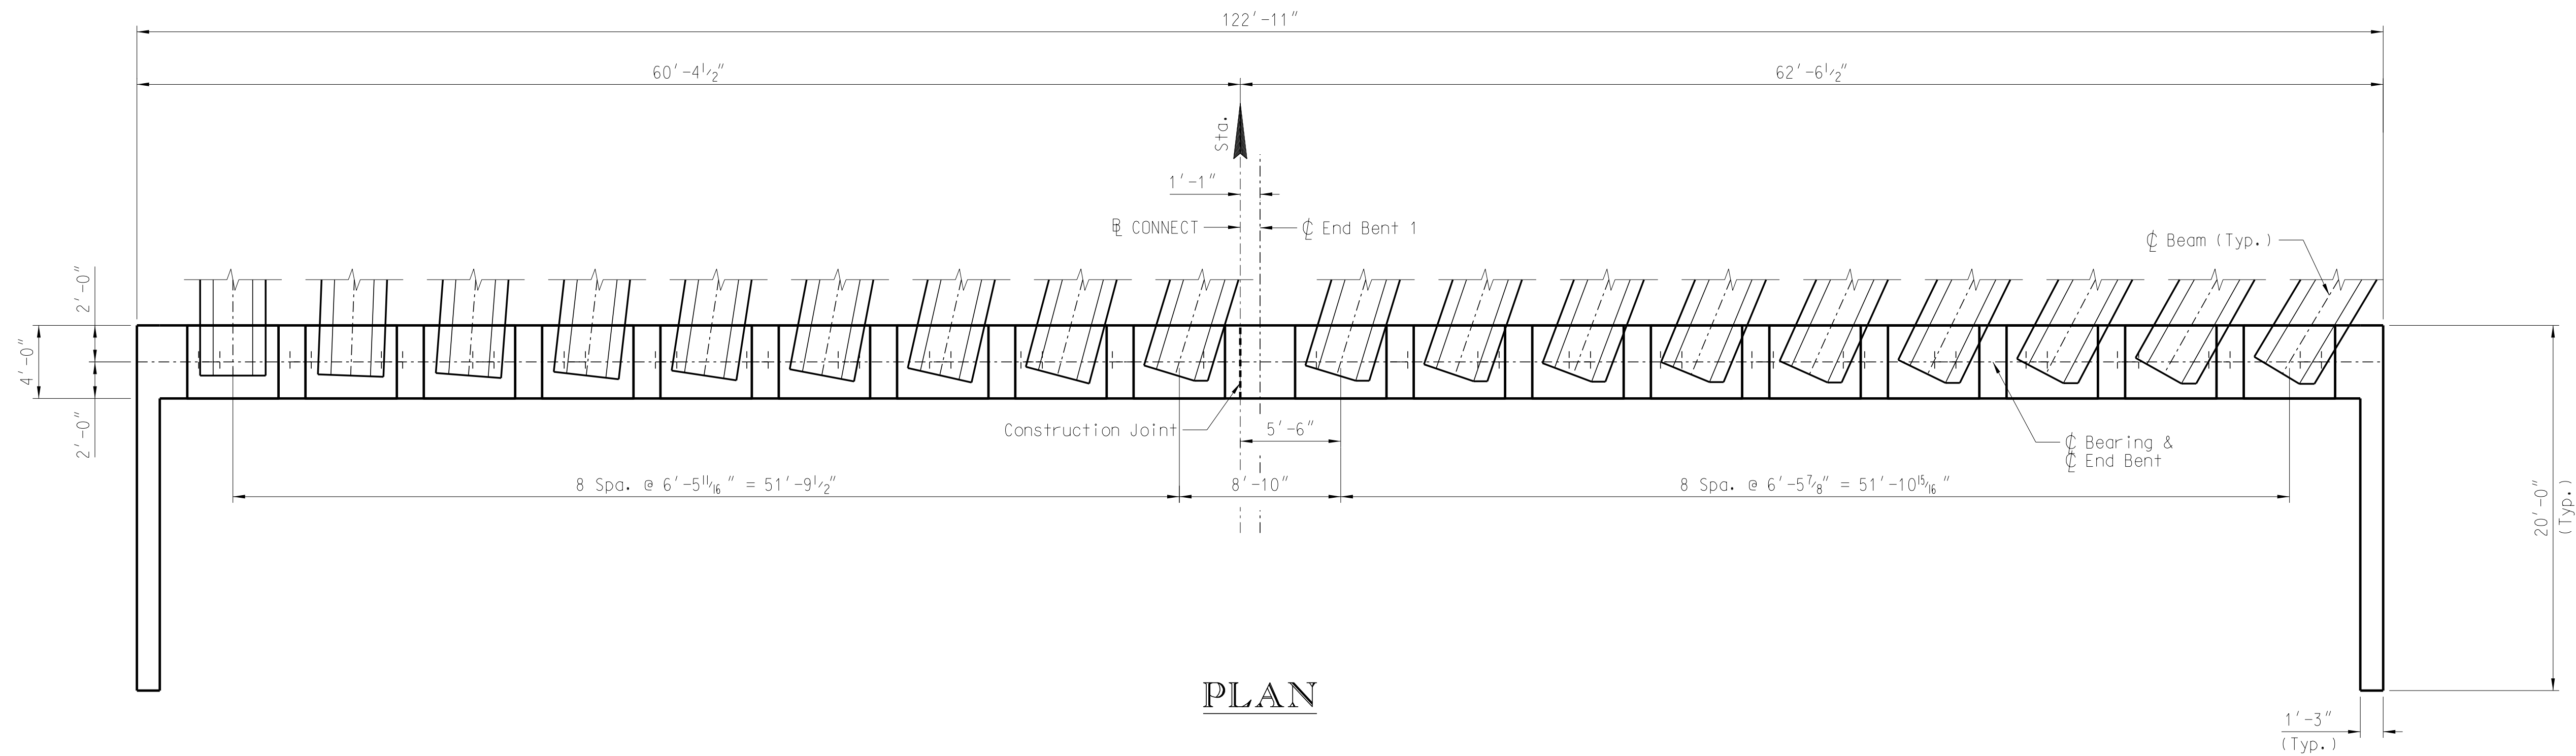 122'-11"
60'-4 1/2"
62'-6 1/2"
Sta.
1'-1"
℄ CONNECT
℄ End Bent 1
℄ Beam (Typ.)
2'-0"
4'-0"
2'-0"
Construction Joint
5'-6"
℄ Bearing &
℄ End Bent
8 Spa. @ 6'-5 11/16" = 51'-9 1/2"
8'-10"
8 Spa. @ 6'-5 7/8" = 51'-10 15/16"
20'-0"
(Typ.)
PLAN
1'-3"
(Typ.)